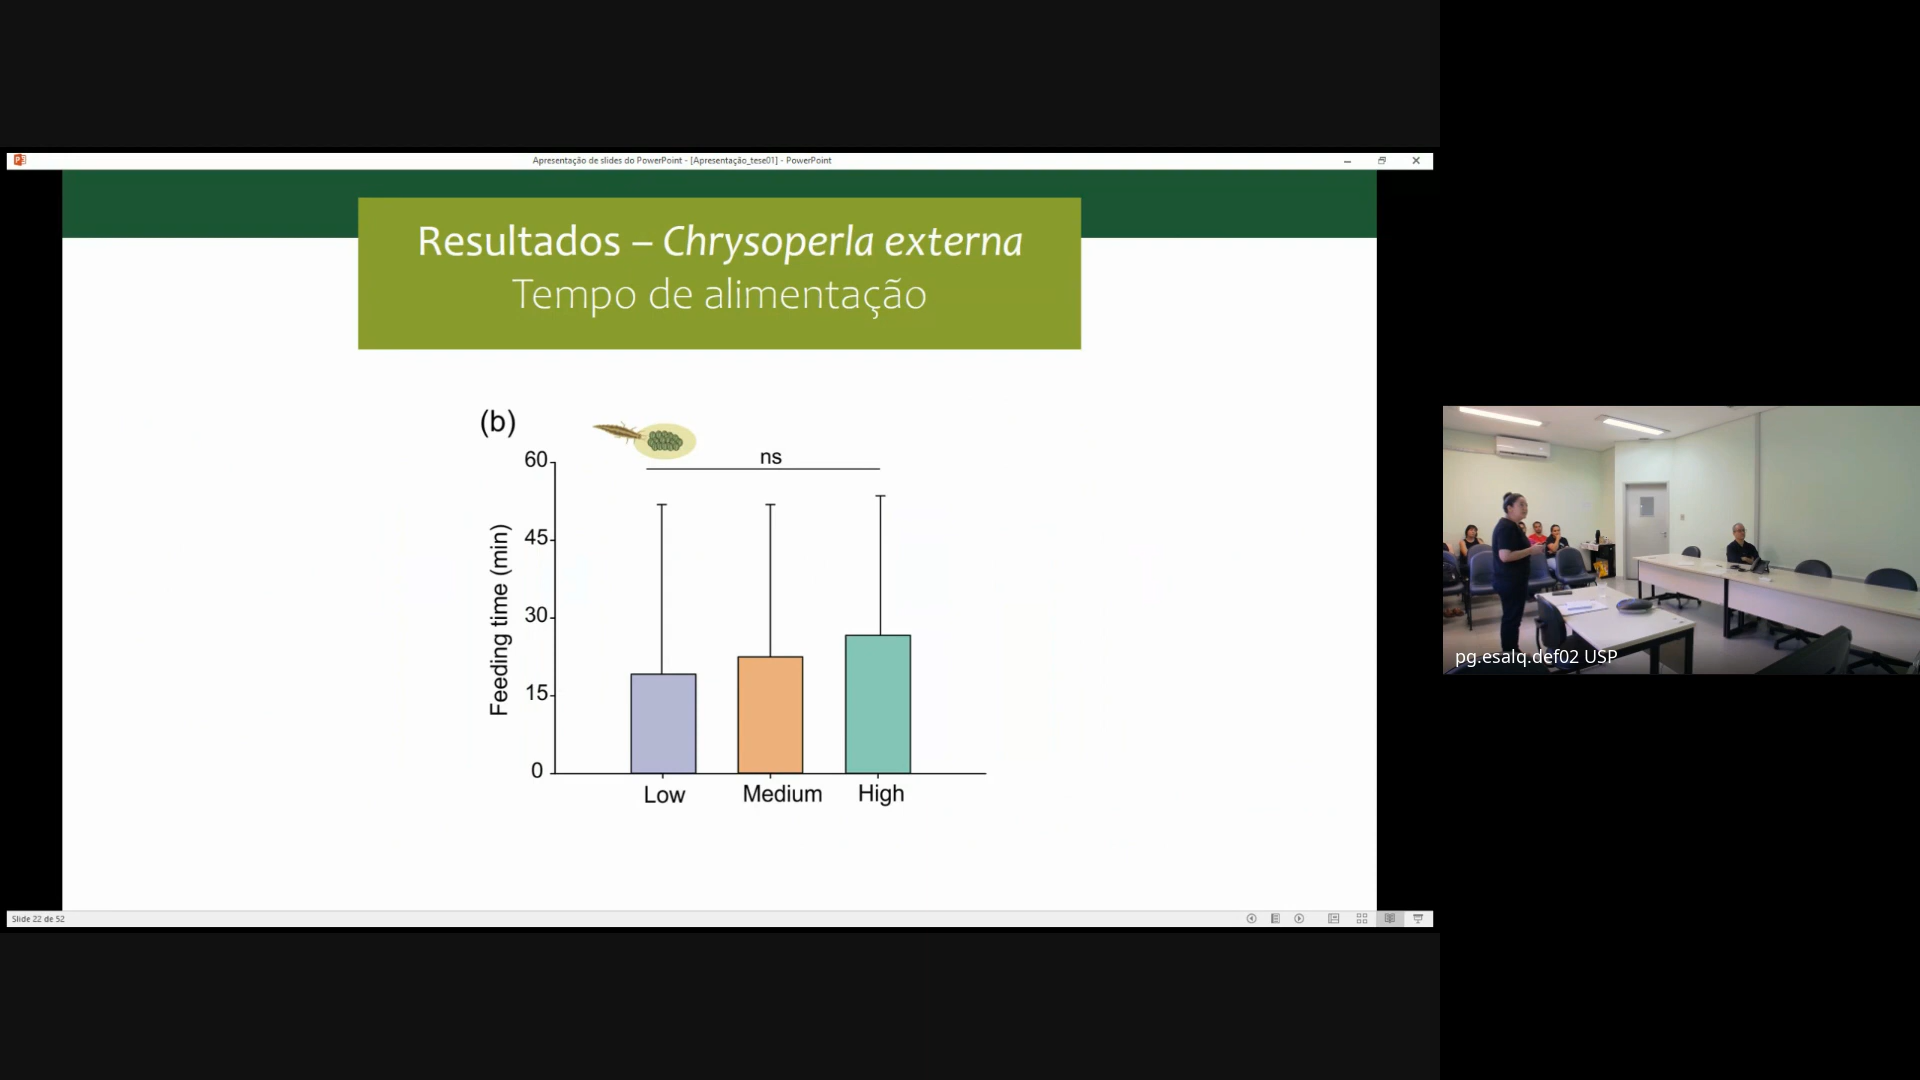 Apresentação de slides do PowerPoint - [Apresentação_tese01] - PowerPoint
Resultados – Chrysoperla externa
Tempo de alimentação
(b)
ns
60
45
30
15
0
Feeding time (min)
Low Medium High
Slide 22 de 52
pg.esalq.def02 USP